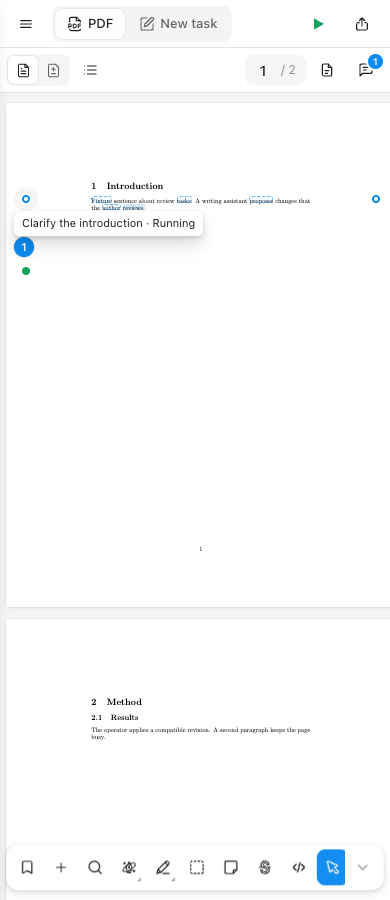 PDF
New task
1 / 2
1
1 Introduction
Fixture sentence about review tasks. A writing assistant proposes changes that
the author reviews.
Clarify the introduction · Running
1
1
2 Method
2.1 Results
The operator applies a compatible revision. A second paragraph keeps the page
busy.